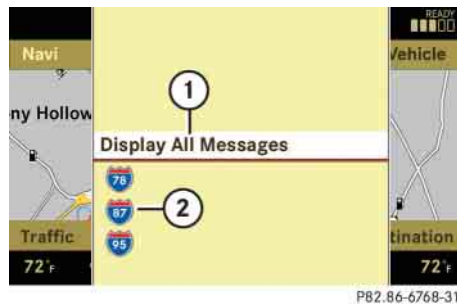 READY
Navi
Vehicle
ny Hollow
1
Display All Messages
78
87
2
95
Traffic
tination
72°F
72°F
P82.86-6768-31